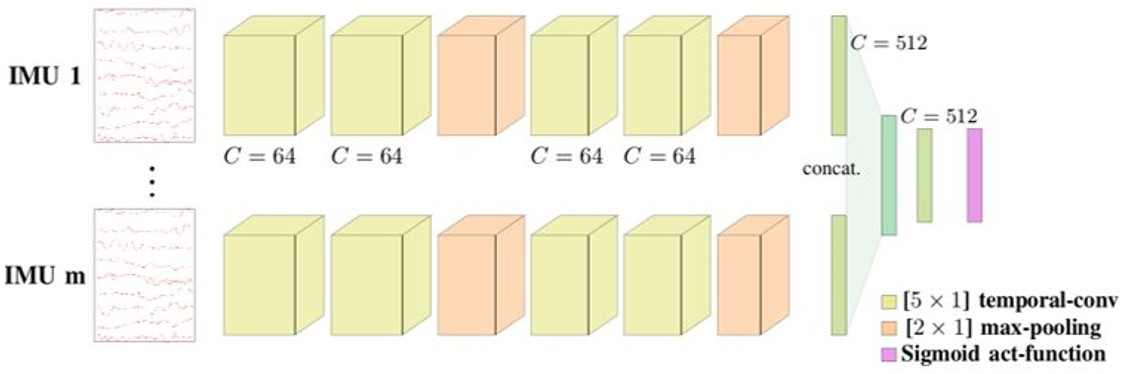 IMU 1
C = 512
C = 64
C = 64
C = 64
C = 64
C = 512
concat.
IMU m
[5 × 1] temporal-conv
[2 × 1] max-pooling
Sigmoid act-function